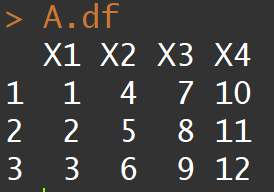 > A.df
  X1 X2 X3 X4
1  1  4  7 10
2  2  5  8 11
3  3  6  9 12